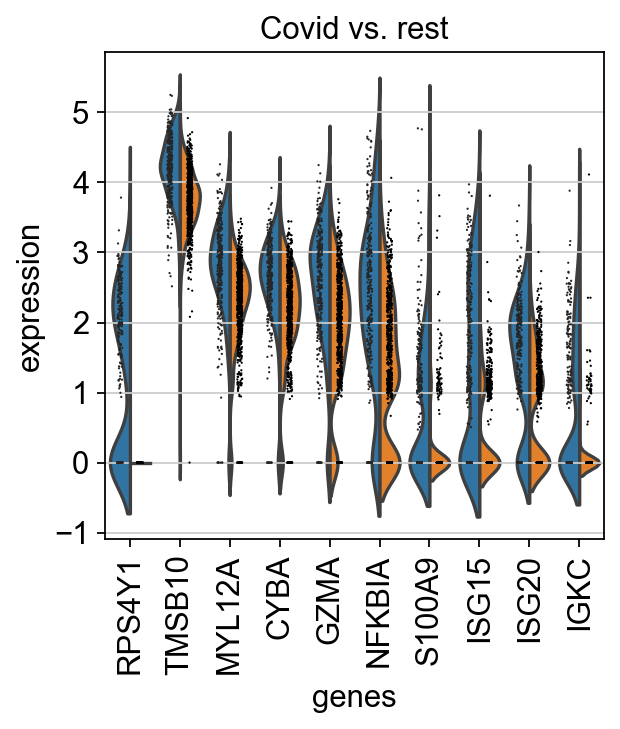 Covid vs. rest
expression
5
4
3
2
1
0
−1
RPS4Y1
TMSB10
MYL12A
CYBA
GZMA
NFKBIA
S100A9
ISG15
ISG20
IGKC
genes